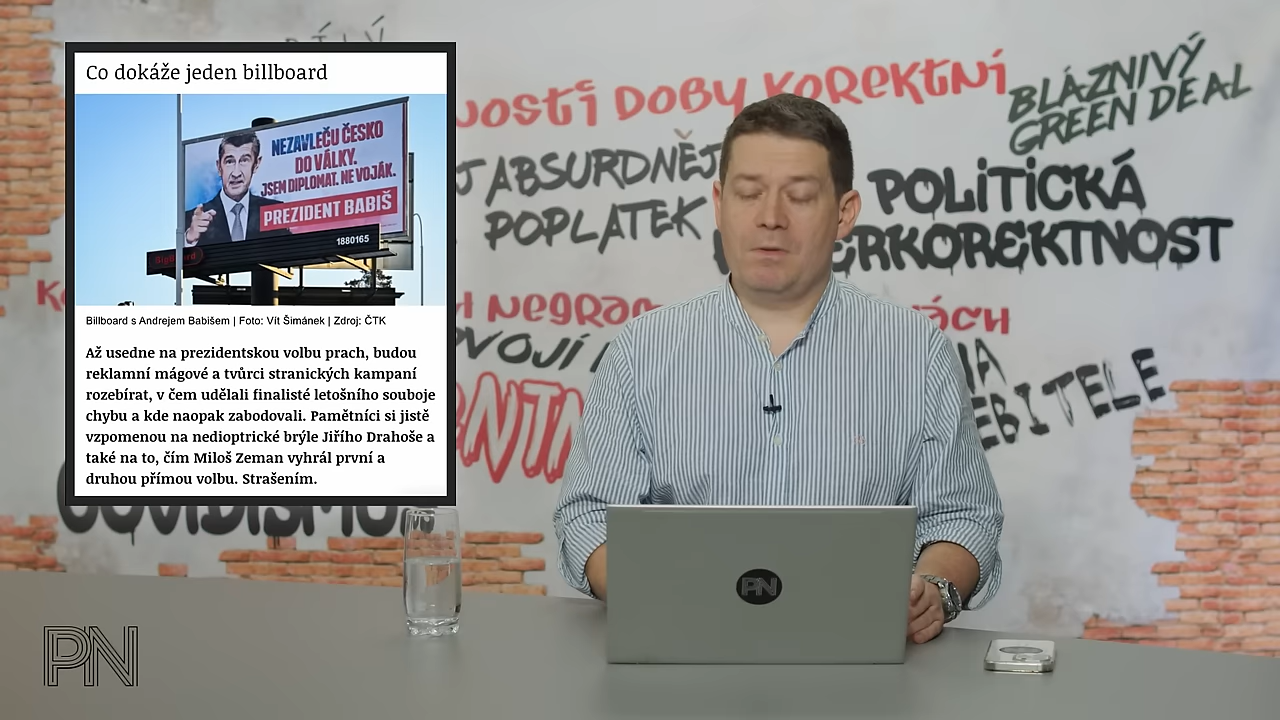 Co dokáže jeden billboard
NEZAVLEČU ČESKO
DO VÁLKY.
JSEM DIPLOMAT. NE VOJÁK.
PREZIDENT BABIŠ
1880165
BigBoard
Billboard s Andrejem Babišem | Foto: Vít Šimánek | Zdroj: ČTK
Až usedne na prezidentskou volbu prach, budou
reklamní mágové a tvůrci stranických kampaní
rozebírat, v čem udělali finalisté letošního souboje
chybu a kde naopak zabodovali. Pamětníci si jistě
vzpomenou na nedioptrické brýle Jiřího Drahoše a
také na to, čím Miloš Zeman vyhrál první a
druhou přímou volbu. Strašením.
DOBY KOREKTNÍ
BLÁZNIVÝ
GREEN DEAL
ABSURDNĚJ
POPLATEK
POLITICKÁ
ERKOREKTNOST
COVIDISMU
PN
PN